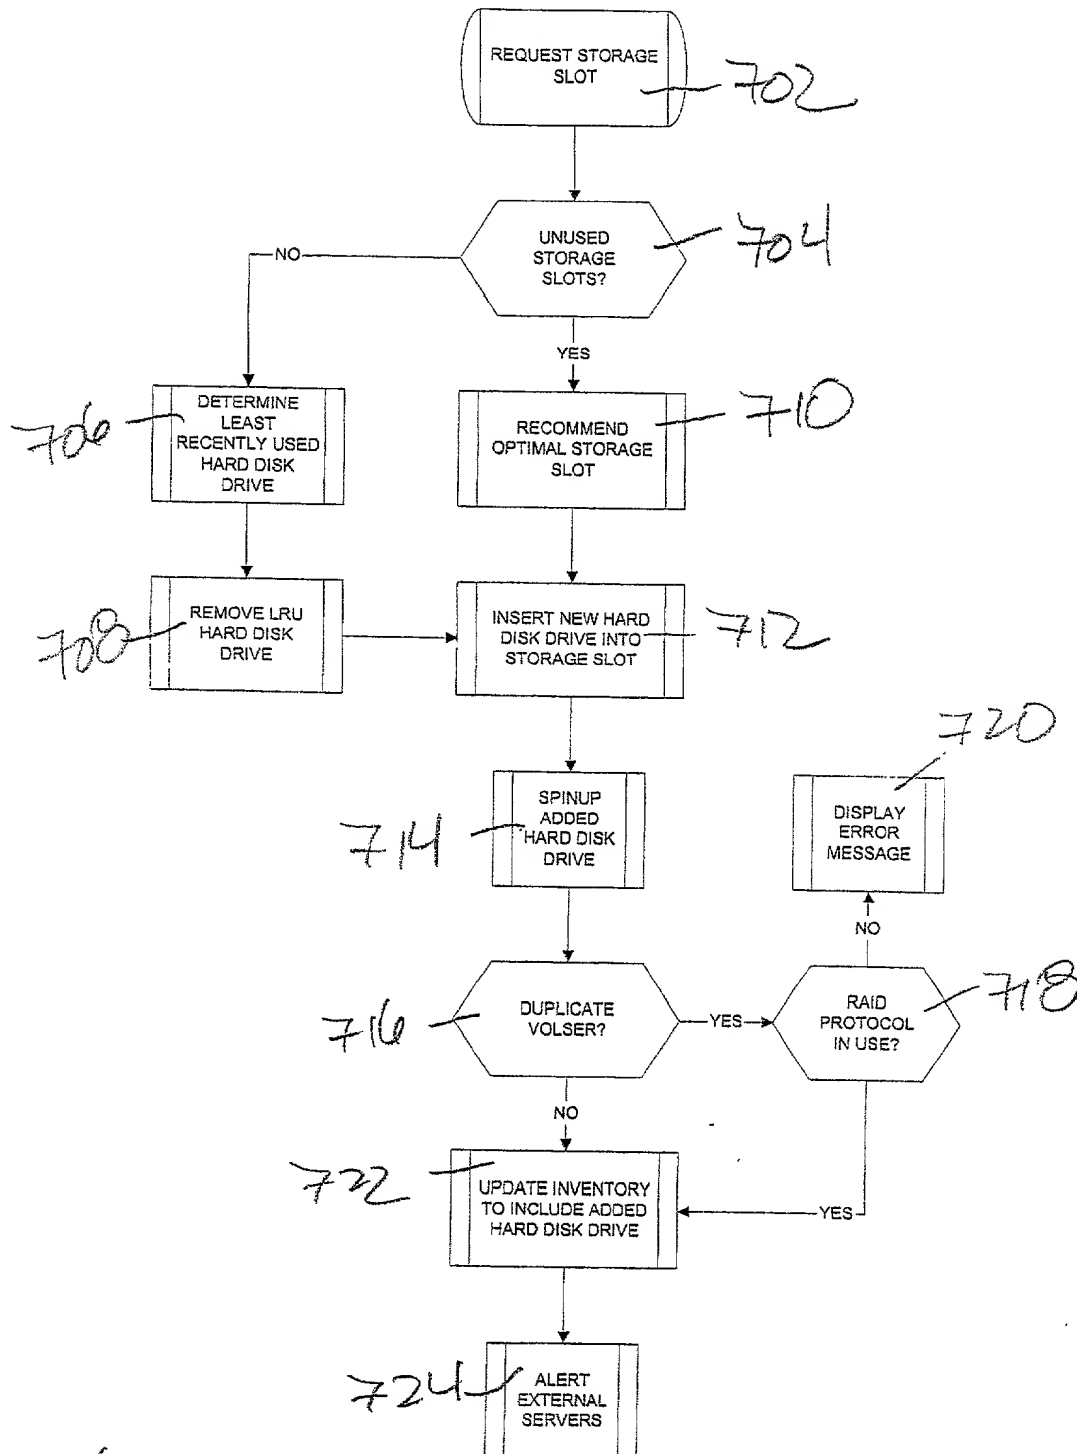 REQUEST STORAGE
SLOT
702
UNUSED
STORAGE
SLOTS?
704
NO
YES
DETERMINE
LEAST
RECENTLY USED
HARD DISK
DRIVE
706
RECOMMEND
OPTIMAL STORAGE
SLOT
710
REMOVE LRU
HARD DISK
DRIVE
708
INSERT NEW HARD
DISK DRIVE INTO
STORAGE SLOT
712
720
SPINUP
ADDED
HARD DISK
DRIVE
714
DISPLAY
ERROR
MESSAGE
NO
DUPLICATE
VOLSER?
716
YES
RAID
PROTOCOL
IN USE?
718
NO
722
UPDATE INVENTORY
TO INCLUDE ADDED
HARD DISK DRIVE
YES
724
ALERT
EXTERNAL
SERVERS